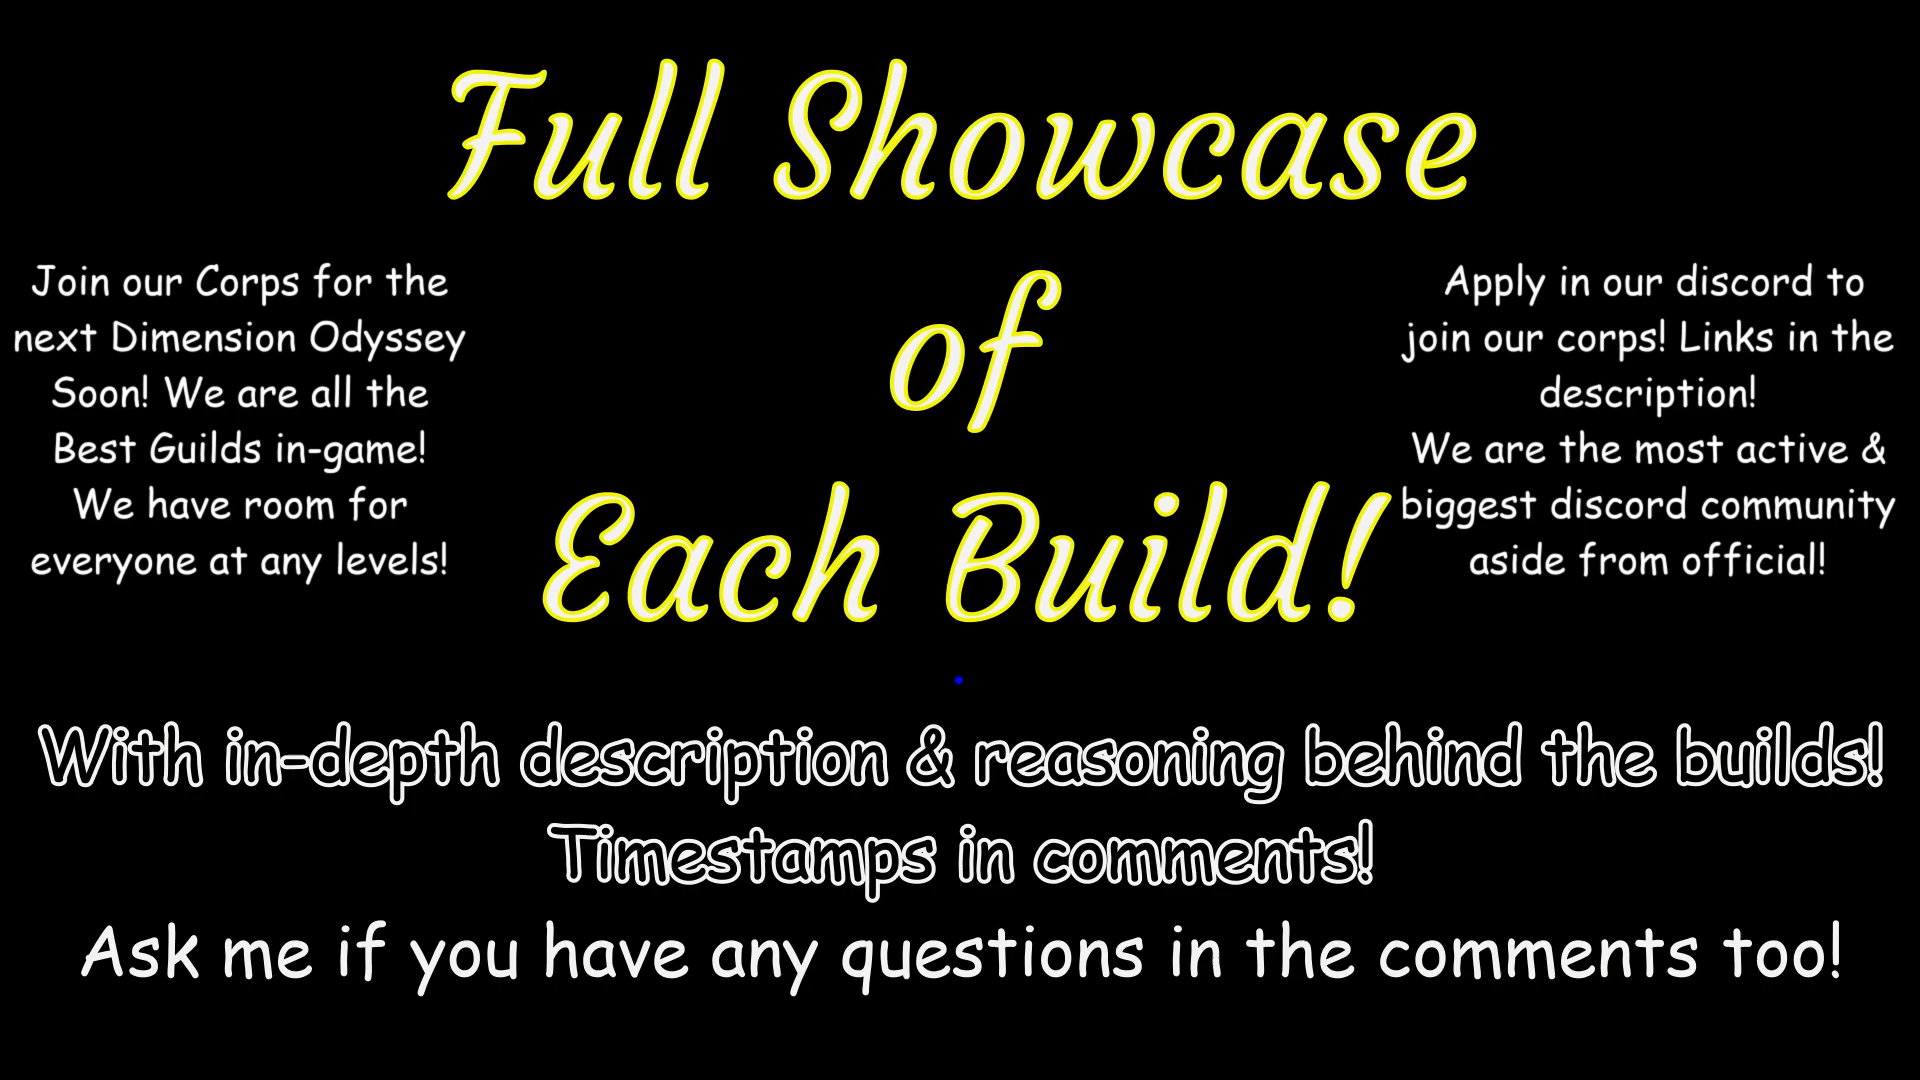 Full Showcase
of
Each Build!
Join our Corps for the
next Dimension Odyssey
Soon! We are all the
Best Guilds in-game!
We have room for
everyone at any levels!
Apply in our discord to
join our corps! Links in the
description!
We are the most active &
biggest discord community
aside from official!
With in-depth description & reasoning behind the builds!
Timestamps in comments!
Ask me if you have any questions in the comments too!